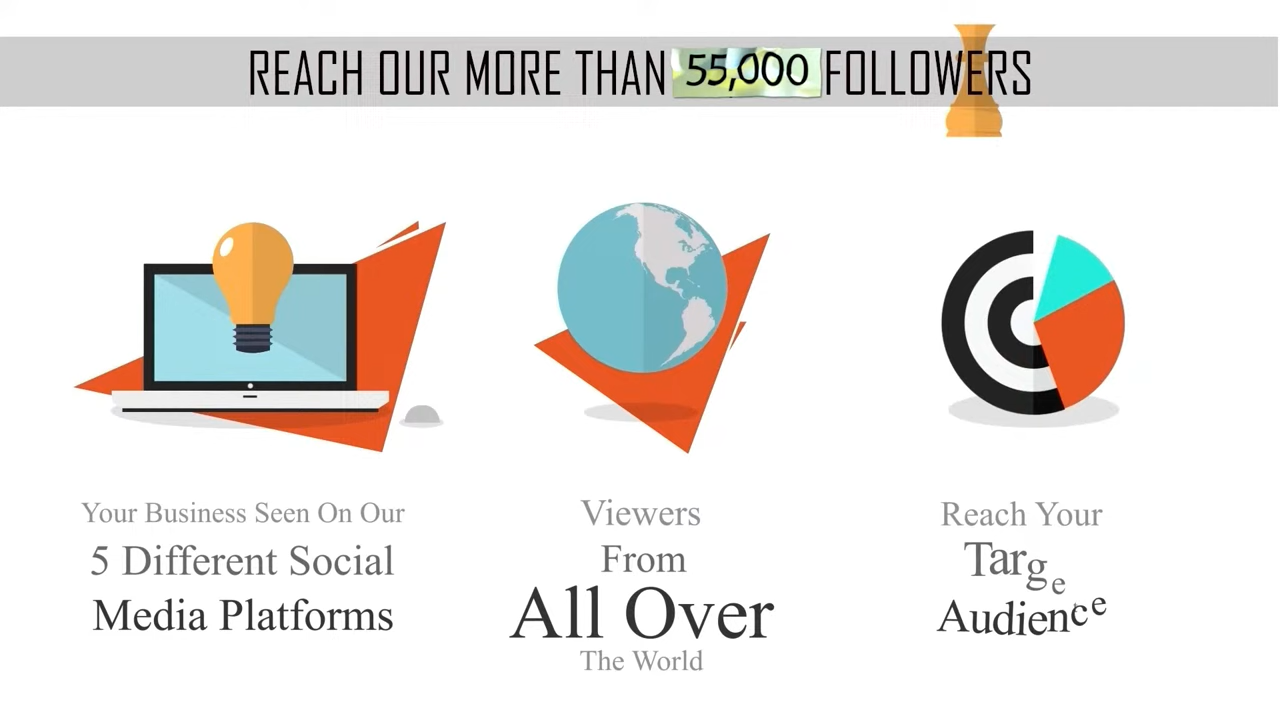 REACH OUR MORE THAN 55,000 FOLLOWERS
Your Business Seen On Our
5 Different Social
Media Platforms
Viewers
From
All Over
The World
Reach Your
Targe
Audience